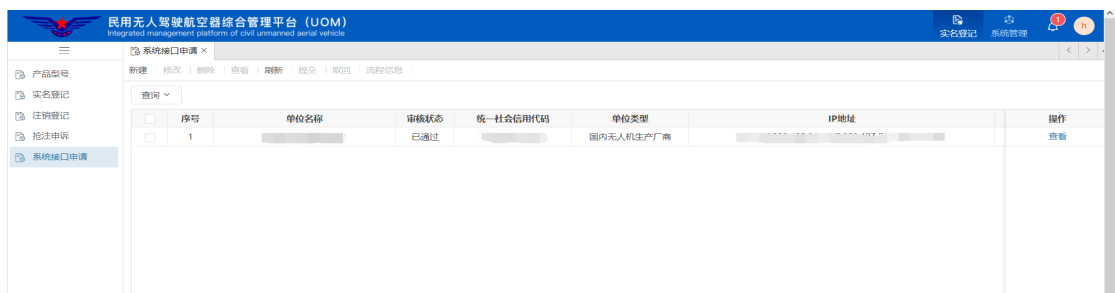 民用无人驾驶航空器综合管理平台（UOM）
Integrated management platform of civil unmanned aerial vehicle
实名登记 系统管理 1 h
系统接口申请 ×
产品型号
实名登记
注销登记
抢注申诉
系统接口申请
新建 修改 删除 查看 刷新 提交 取回 流程信息
查询
序号 单位名称 审核状态 统一社会信用代码 单位类型 IP地址 操作
1 已通过 国内无人机生产厂商 查看